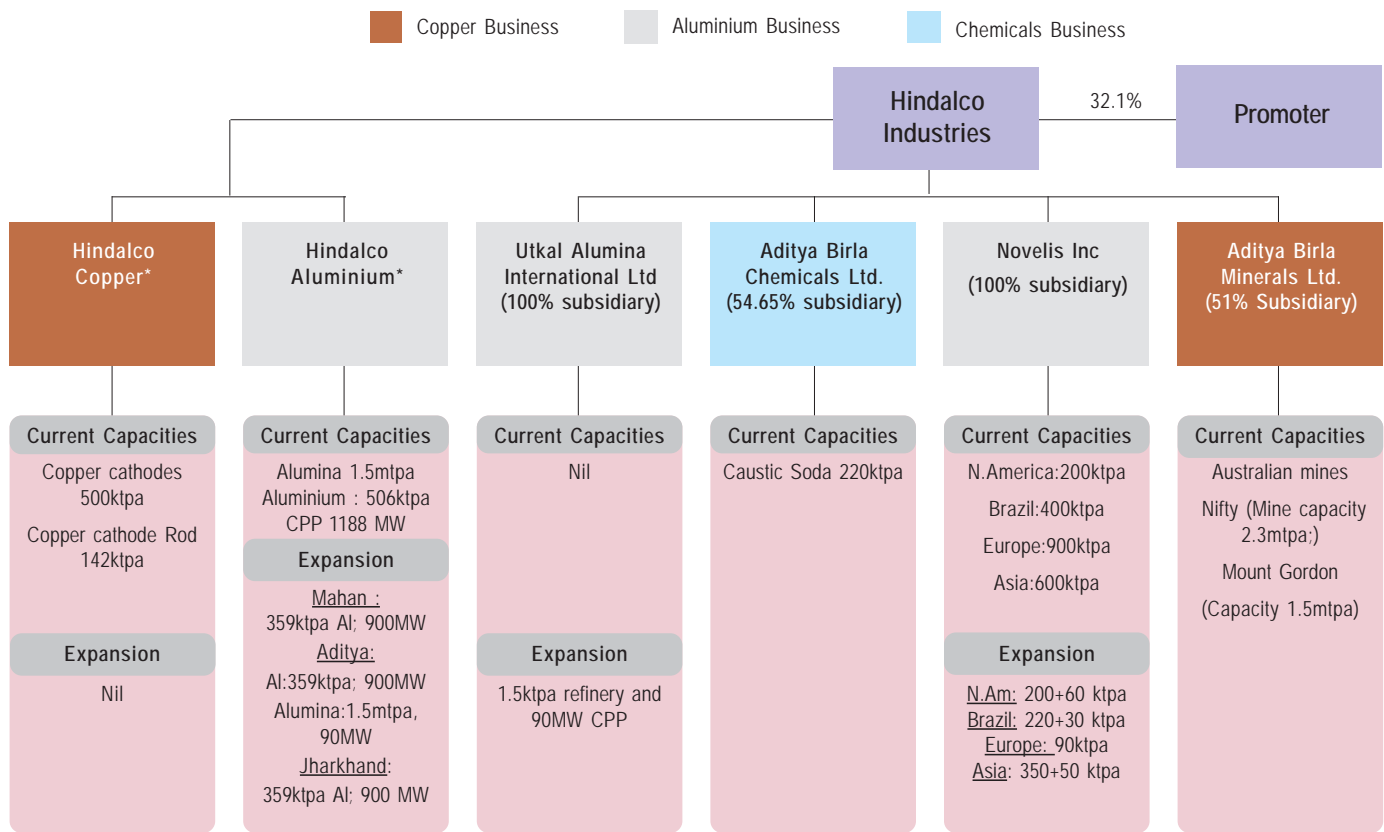 Copper Business
Aluminium Business
Chemicals Business
Hindalco
Industries
32.1%
Promoter
Hindalco
Copper*
Hindalco
Aluminium*
Utkal Alumina
International Ltd
(100% subsidiary)
Aditya Birla
Chemicals Ltd.
(54.65% subsidiary)
Novelis Inc
(100% subsidiary)
Aditya Birla
Minerals Ltd.
(51% Subsidiary)
Current Capacities
Copper cathodes
500ktpa
Copper cathode Rod
142ktpa
Expansion
Nil
Current Capacities
Alumina 1.5mtpa
Aluminium : 506ktpa
CPP 1188 MW
Expansion
Mahan :
359ktpa Al; 900MW
Aditya:
Al:359ktpa; 900MW
Alumina:1.5mtpa,
90MW
Jharkhand:
359ktpa Al; 900 MW
Current Capacities
Nil
Expansion
1.5ktpa refinery and
90MW CPP
Current Capacities
Caustic Soda 220ktpa
Current Capacities
N.America:200ktpa
Brazil:400ktpa
Europe:900ktpa
Asia:600ktpa
Expansion
N.Am: 200+60 ktpa
Brazil: 220+30 ktpa
Europe: 90ktpa
Asia: 350+50 ktpa
Current Capacities
Australian mines
Nifty (Mine capacity
2.3mtpa;)
Mount Gordon
(Capacity 1.5mtpa)